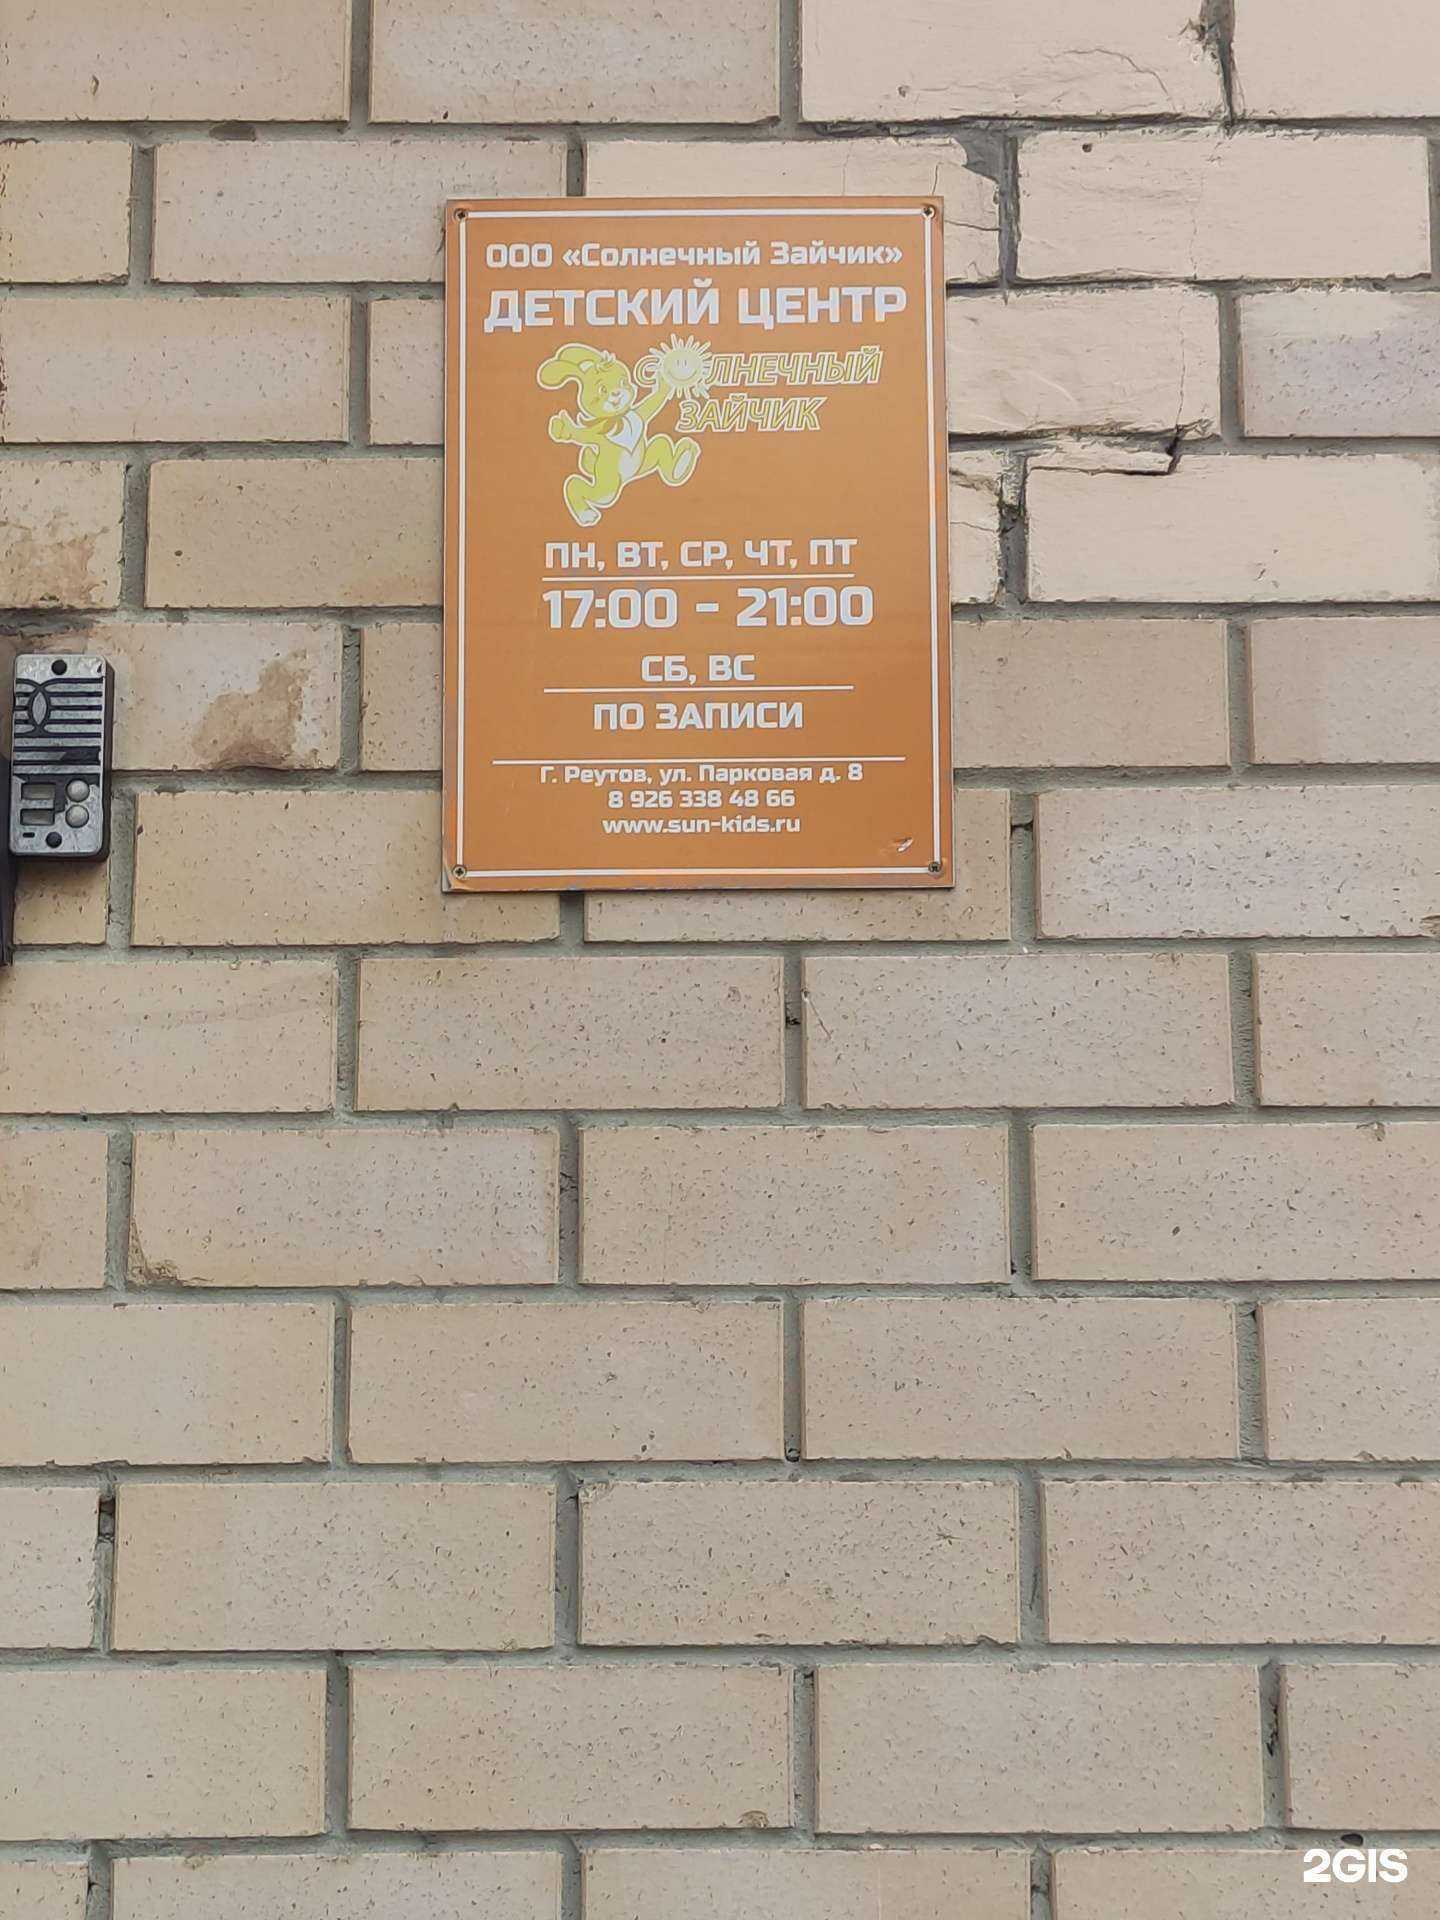 ООО «Солнечный Зайчик»
ДЕТСКИЙ ЦЕНТР
СОЛНЕЧНЫЙ
ЗАЙЧИК
ПН, ВТ, СР, ЧТ, ПТ
17:00 - 21:00
СБ, ВС
ПО ЗАПИСИ
Г. Реутов, ул. Парковая д. 8
8 926 338 48 66
www.sun-kids.ru
2GIS